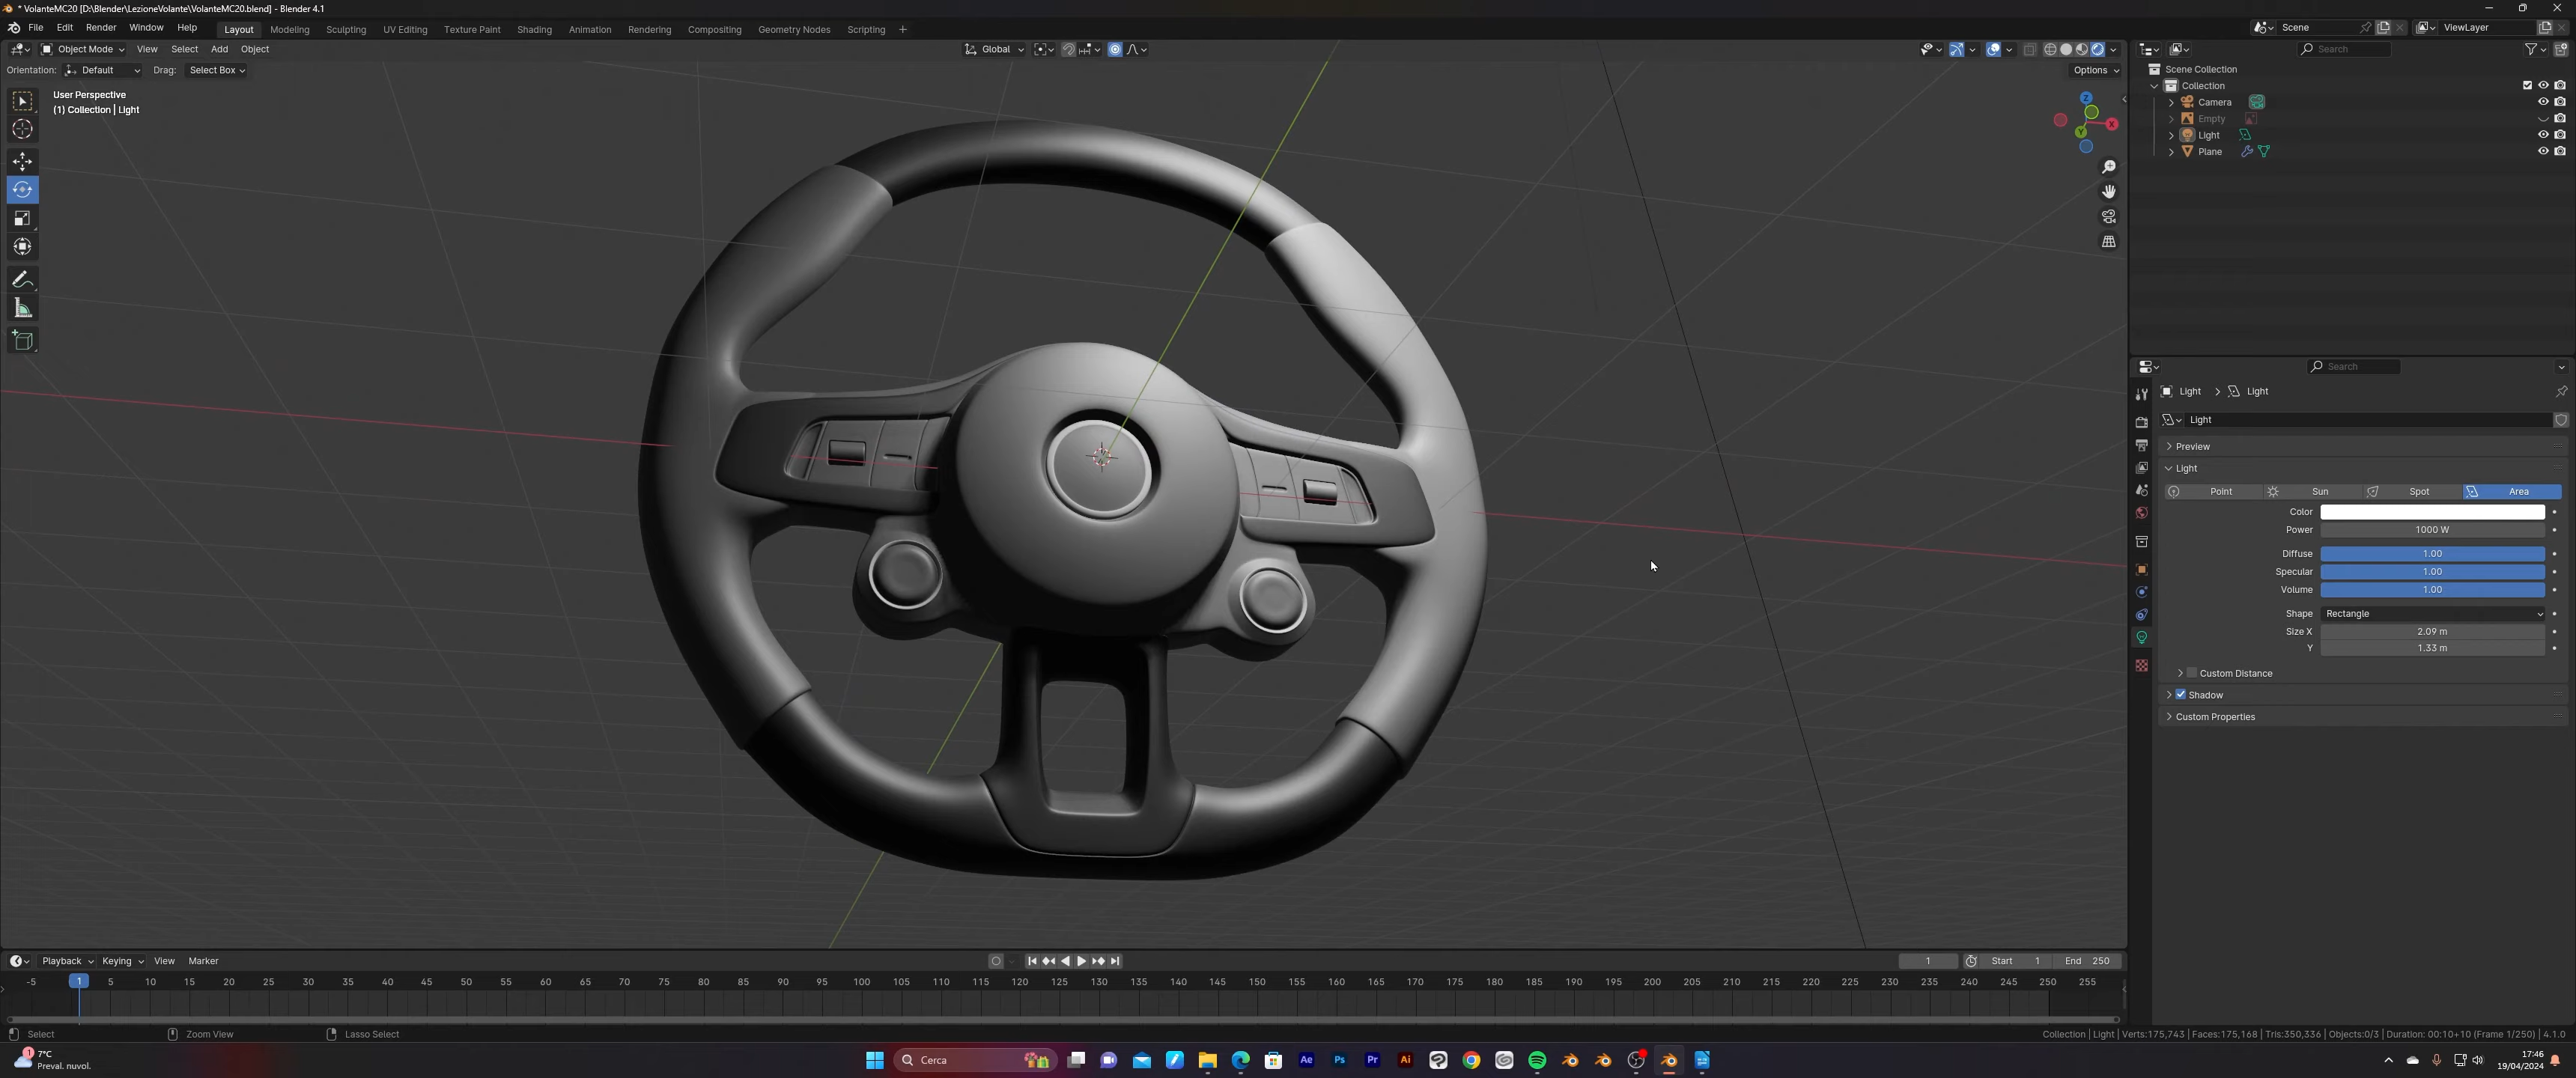 * VolanteMC20 [D:\Blender\LezioneVolante\VolanteMC20.blend] - Blender 4.1
File Edit Render Window Help Layout Modeling Sculpting UV Editing Texture Paint Shading Animation Rendering Compositing Geometry Nodes Scripting + Scene ViewLayer
Object Mode View Select Add Object Global Search
Orientation: Default Drag: Select Box Options
Scene Collection
Collection
Camera
Empty
Light
Plane
User Perspective
(1) Collection | Light
Z
X
Y
Search
Light > Light
Light
Preview
Light
Point Sun Spot Area
Color
Power 1000 W
Diffuse 1.00
Specular 1.00
Volume 1.00
Shape Rectangle
Size X 2.09 m
Y 1.33 m
Custom Distance
Shadow
Custom Properties
Playback Keying View Marker 1 Start 1 End 250
-5 1 5 10 15 20 25 30 35 40 45 50 55 60 65 70 75 80 85 90 95 100 105 110 115 120 125 130 135 140 145 150 155 160 165 170 175 180 185 190 195 200 205 210 215 220 225 230 235 240 245 250 255
Select Zoom View Lasso Select Collection | Light | Verts:175,743 | Faces:175,168 | Tris:350,336 | Objects:0/3 | Duration: 00:10+10 (Frame 1/250) | 4.1.0
1
7°C
Preval. nuvol.
Cerca
Ae Ps Pr Ai
17:46
19/04/2024